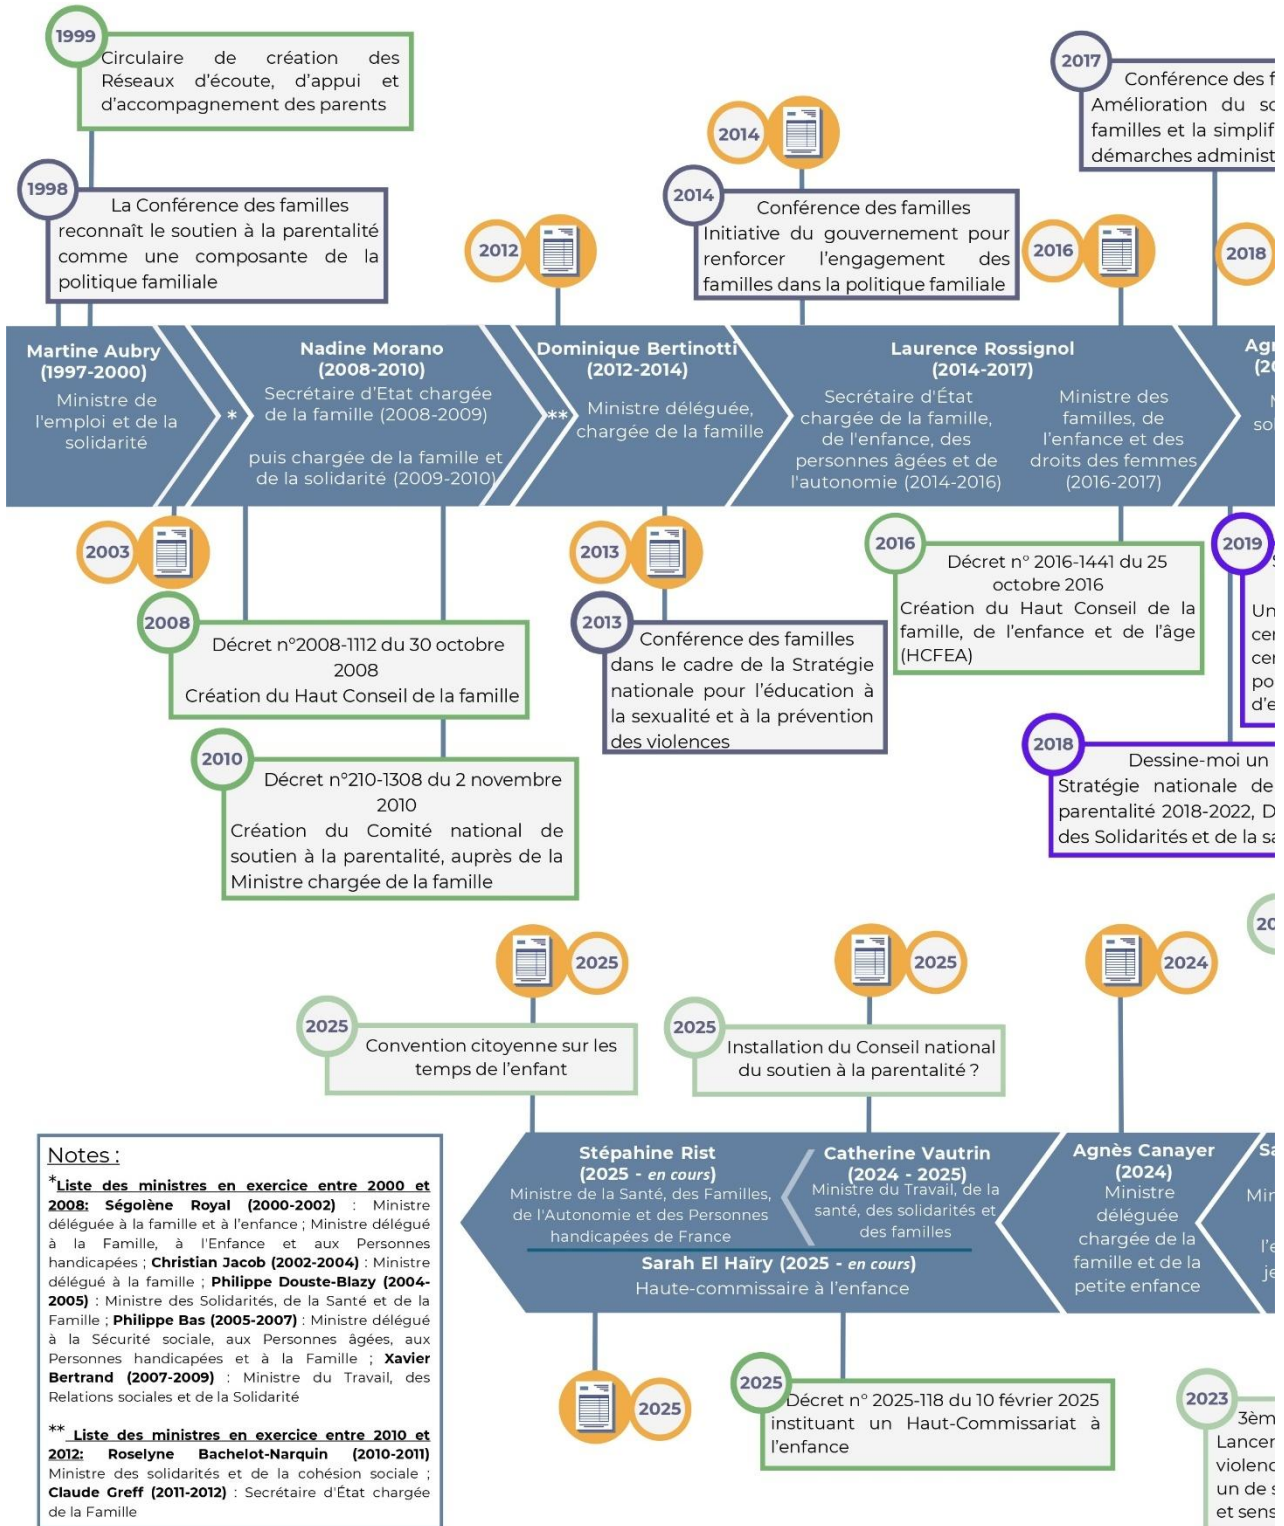 1999
Circulaire de création des
Réseaux d'écoute, d'appui et
d'accompagnement des parents
1998
La Conférence des familles
reconnaît le soutien à la parentalité
comme une composante de la
politique familiale
2012
2014
2014
Conférence des familles
Initiative du gouvernement pour
renforcer l'engagement des
familles dans la politique familiale
2016
2017
Conférence des f
Amélioration du so
familles et la simplif
démarches administ
2018
Martine Aubry
(1997-2000)
Ministre de
l'emploi et de la
solidarité
*
Nadine Morano
(2008-2010)
Secrétaire d'Etat chargée
de la famille (2008-2009)
puis chargée de la famille et
de la solidarité (2009-2010)
**
Dominique Bertinotti
(2012-2014)
Ministre déléguée,
chargée de la famille
Laurence Rossignol
(2014-2017)
Secrétaire d'État
chargée de la famille,
de l'enfance, des
personnes âgées et de
l'autonomie (2014-2016)
Ministre des
familles, de
l'enfance et des
droits des femmes
(2016-2017)
Agn
(20
M
sol
2003
2008
Décret n°2008-1112 du 30 octobre
2008
Création du Haut Conseil de la famille
2010
Décret n°210-1308 du 2 novembre
2010
Création du Comité national de
soutien à la parentalité, auprès de la
Ministre chargée de la famille
2013
2013
Conférence des familles
dans le cadre de la Stratégie
nationale pour l'éducation à
la sexualité et à la prévention
des violences
2016
Décret n° 2016-1441 du 25
octobre 2016
Création du Haut Conseil de la
famille, de l'enfance et de l'âge
(HCFEA)
2019
S
Un
cer
cer
po
d'e
2018
Dessine-moi un
Stratégie nationale de
parentalité 2018-2022, D
des Solidarités et de la sa
20
2025
2025
Convention citoyenne sur les
temps de l'enfant
2025
2025
Installation du Conseil national
du soutien à la parentalité ?
2024
Stépahine Rist
(2025 - en cours)
Ministre de la Santé, des Familles,
de l'Autonomie et des Personnes
handicapées de France
Catherine Vautrin
(2024 - 2025)
Ministre du Travail, de la
santé, des solidarités et
des familles
Sarah El Haïry (2025 - en cours)
Haute-commissaire à l'enfance
Agnès Canayer
(2024)
Ministre
déléguée
chargée de la
famille et de la
petite enfance
Sa
Min
l'e
je
2025
2025
Décret n° 2025-118 du 10 février 2025
instituant un Haut-Commissariat à
l'enfance
2023
3èm
Lancer
violenc
un de s
et sens
Notes :
*Liste des ministres en exercice entre 2000 et
2008: Ségolène Royal (2000-2002) : Ministre
déléguée à la famille et à l'enfance ; Ministre délégué
à la Famille, à l'Enfance et aux Personnes
handicapées ; Christian Jacob (2002-2004) : Ministre
délégué à la famille ; Philippe Douste-Blazy (2004-
2005) : Ministre des Solidarités, de la Santé et de la
Famille ; Philippe Bas (2005-2007) : Ministre délégué
à la Sécurité sociale, aux Personnes âgées, aux
Personnes handicapées et à la Famille ; Xavier
Bertrand (2007-2009) : Ministre du Travail, des
Relations sociales et de la Solidarité
** Liste des ministres en exercice entre 2010 et
2012: Roselyne Bachelot-Narquin (2010-2011)
Ministre des solidarités et de la cohésion sociale ;
Claude Greff (2011-2012) : Secrétaire d'État chargée
de la Famille